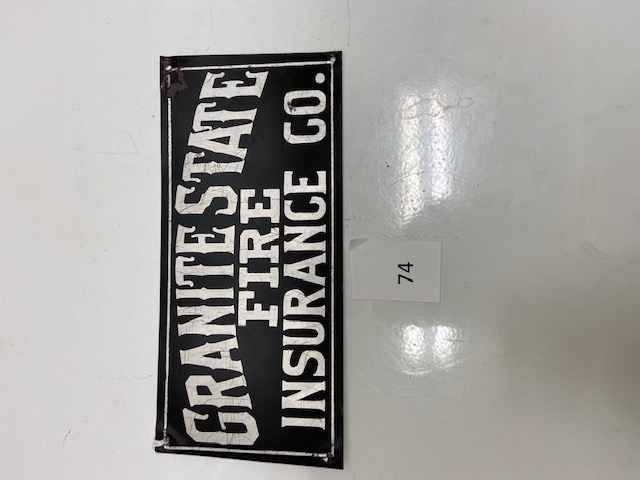 GRANITE STATE
FIRE
INSURANCE CO.
74